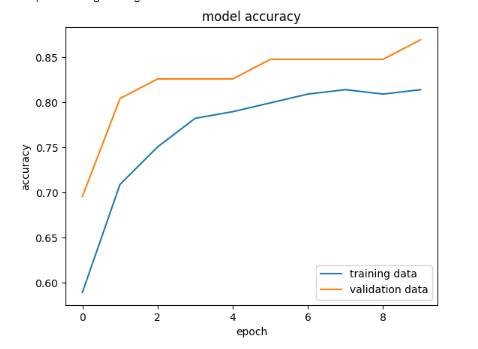 model accuracy
accuracy
0.85
0.80
0.75
0.70
0.65
0.60
0 2 4 6 8
epoch
training data
validation data